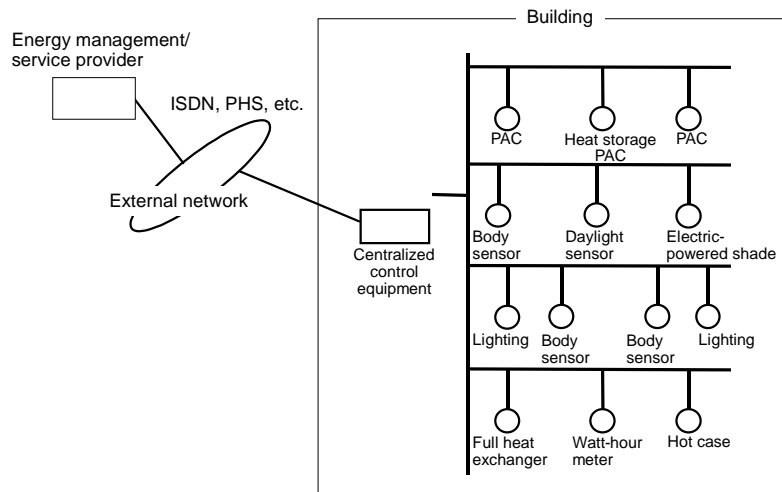 Building
Energy management/
service provider
ISDN, PHS, etc.
External network
Centralized
control
equipment
PAC
Heat storage
PAC
PAC
Body
sensor
Daylight
sensor
Electric-
powered shade
Lighting
Body
sensor
Body
sensor
Lighting
Full heat
exchanger
Watt-hour
meter
Hot case